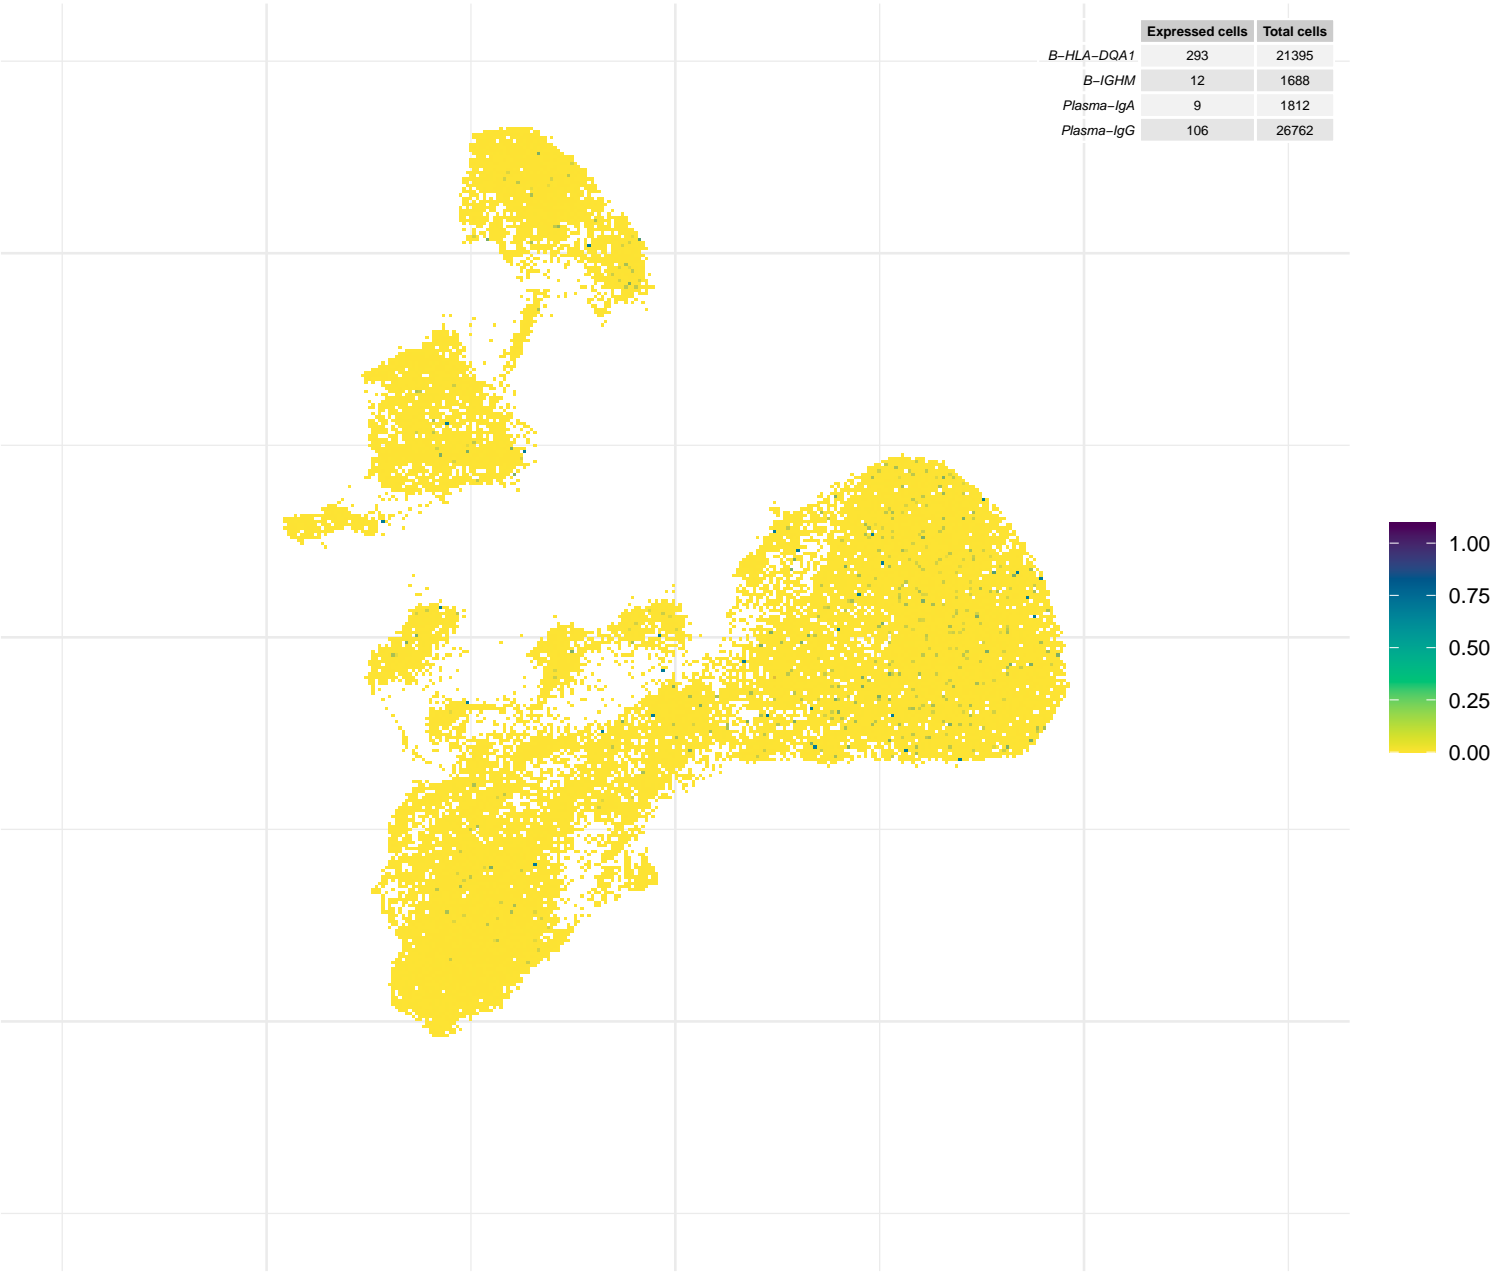 Expressed cells Total cells
B−HLA−DQA1 293 21395
B−IGHM 12 1688
Plasma−IgA 9 1812
Plasma−IgG 106 26762
1.00
0.75
0.50
0.25
0.00